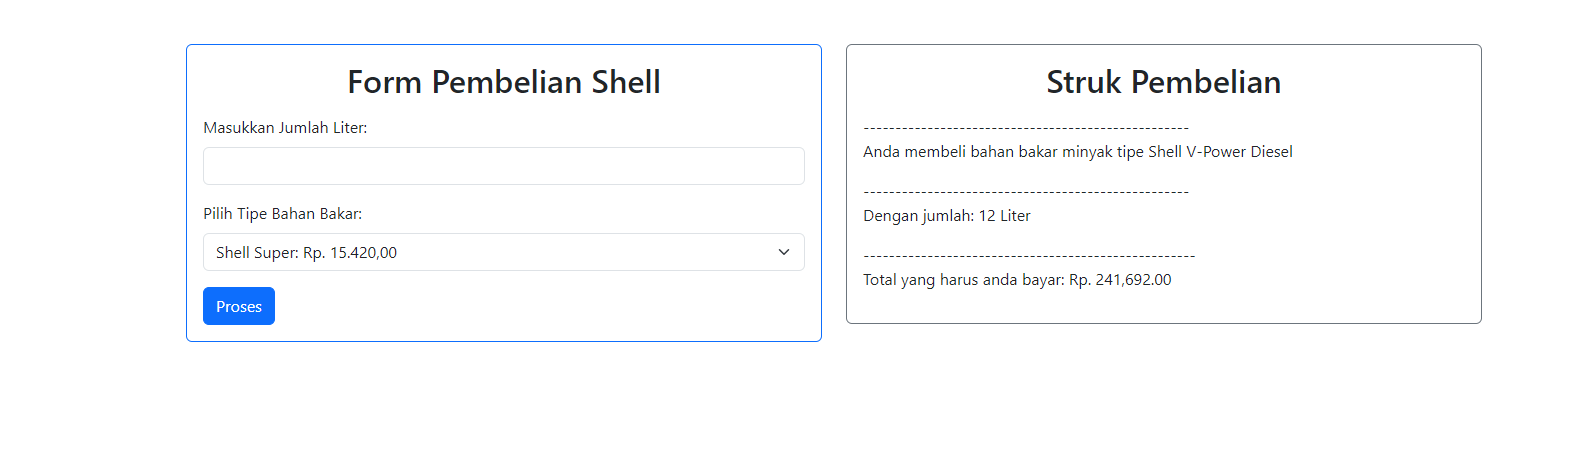 Form Pembelian Shell
Masukkan Jumlah Liter:
Pilih Tipe Bahan Bakar:
Shell Super: Rp. 15.420,00
Proses
Struk Pembelian
---------------------------------------------------
Anda membeli bahan bakar minyak tipe Shell V-Power Diesel
---------------------------------------------------
Dengan jumlah: 12 Liter
----------------------------------------------------
Total yang harus anda bayar: Rp. 241,692.00